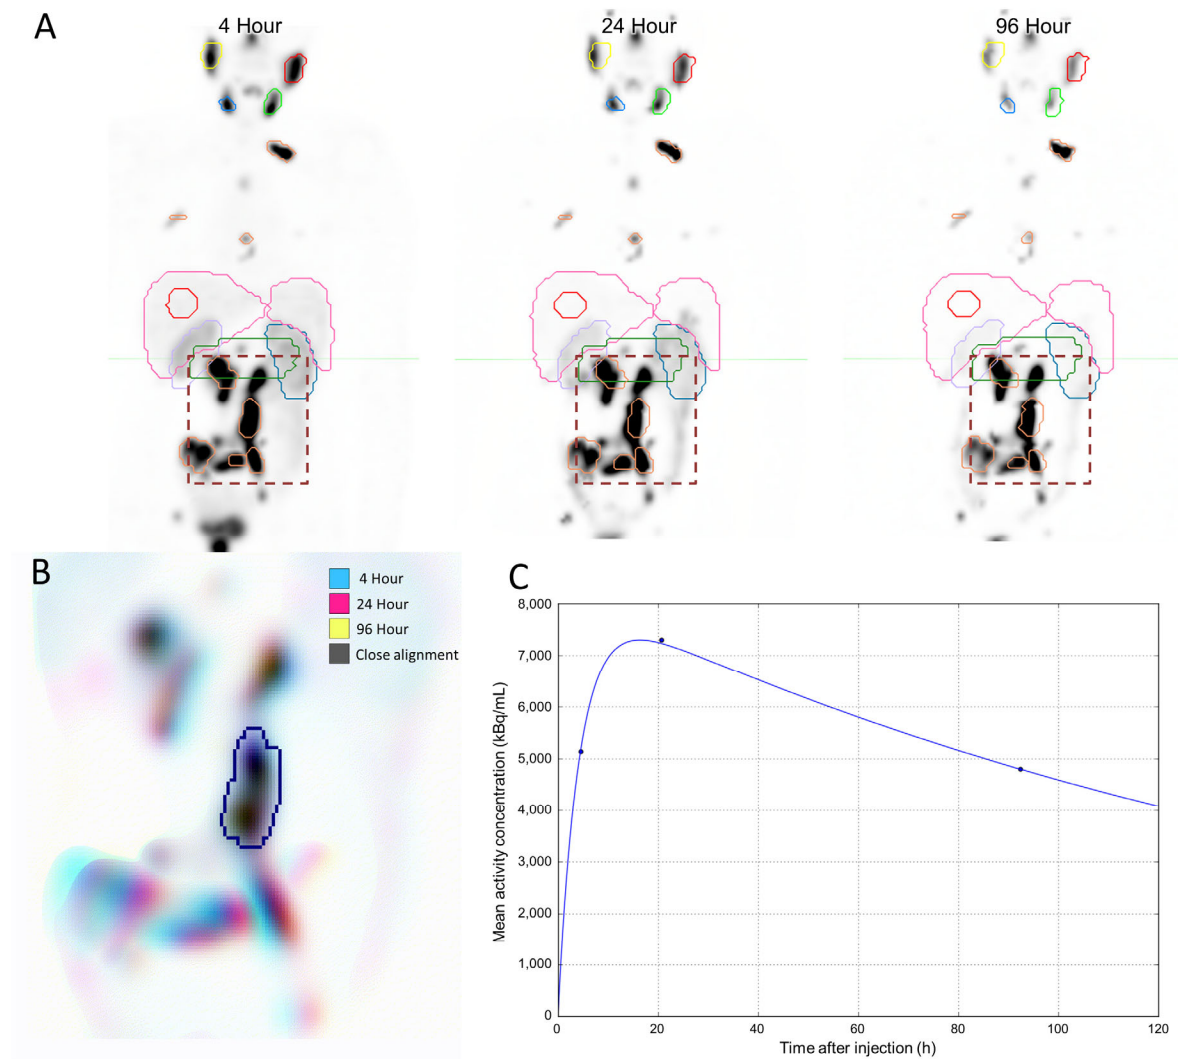 A
4 Hour
24 Hour
96 Hour
B
4 Hour
24 Hour
96 Hour
Close alignment
C
8,000
7,000
6,000
5,000
4,000
3,000
2,000
1,000
0
Mean activity concentration (kBq/mL)
0 20 40 60 80 100 120
Time after injection (h)